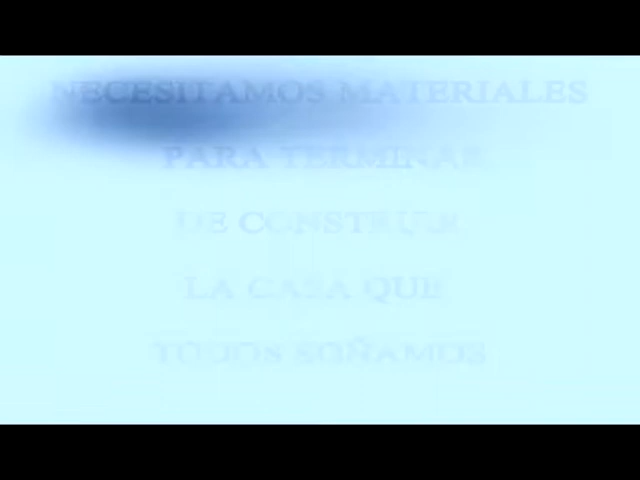 NECESITAMOS MATERIALES
PARA TERMINAR
DE CONSTRUIR
LA CASA QUE
TODOS SOÑAMOS